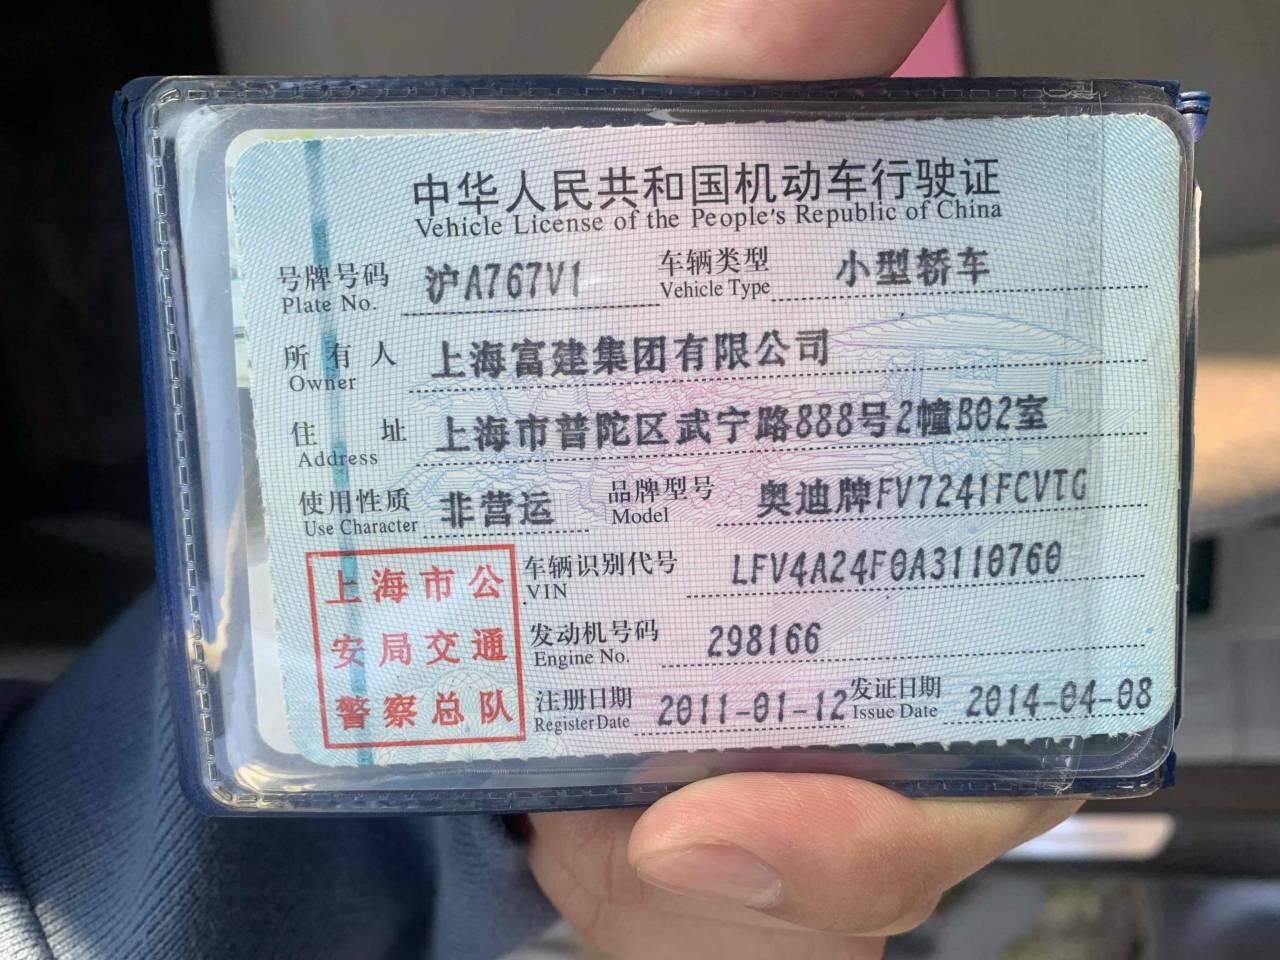 中华人民共和国机动车行驶证
Vehicle License of the People's Republic of China
号牌号码 沪A767V1 车辆类型 小型轿车
Plate No. Vehicle Type
所有人 上海富建集团有限公司
Owner
住址 上海市普陀区武宁路888号2幢B02室
Address
使用性质 非营运 品牌型号 奥迪牌FV7241FCVTG
Use Character Model
上海市公
安局交通
警察总队
车辆识别代号 LFV4A24F0A3110760
VIN
发动机号码 298166
Engine No.
注册日期 2011-01-12 发证日期 2014-04-08
Register Date Issue Date